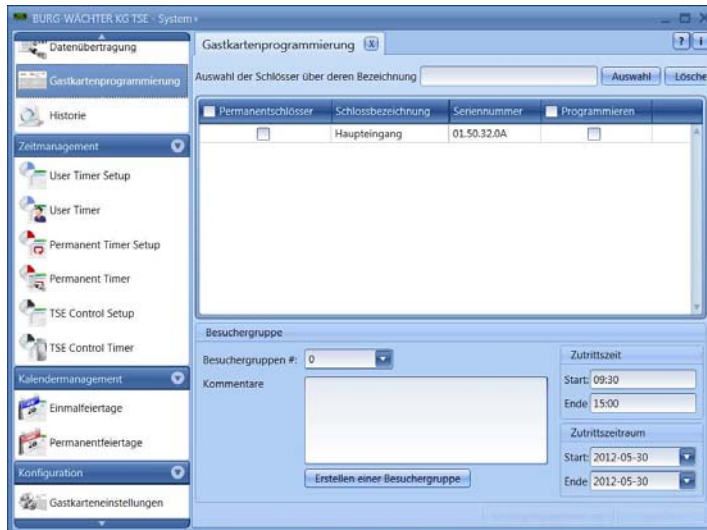 BURG-WÄCHTER KG TSE - System
Datenübertragung
Gastkartenprogrammierung
Historie
Zeitmanagement
User Timer Setup
User Timer
Permanent Timer Setup
Permanent Timer
TSE Control Setup
TSE Control Timer
Kalendermanagement
Einmalfeiertage
Permanentfeiertage
Konfiguration
Gastkarteneinstellungen
Gastkartenprogrammierung
Auswahl der Schlösser über deren Bezeichnung Auswahl Lösche
Permanentschlösser Schlossbezeichnung Seriennummer Programmieren
Haupteingang 01.50.32.0A
Besuchergruppe
Besuchergruppen #: 0
Kommentare
Erstellen einer Besuchergruppe
Zutrittszeit
Start: 09:30
Ende 15:00
Zutrittszeitraum
Start: 2012-05-30
Ende 2012-05-30